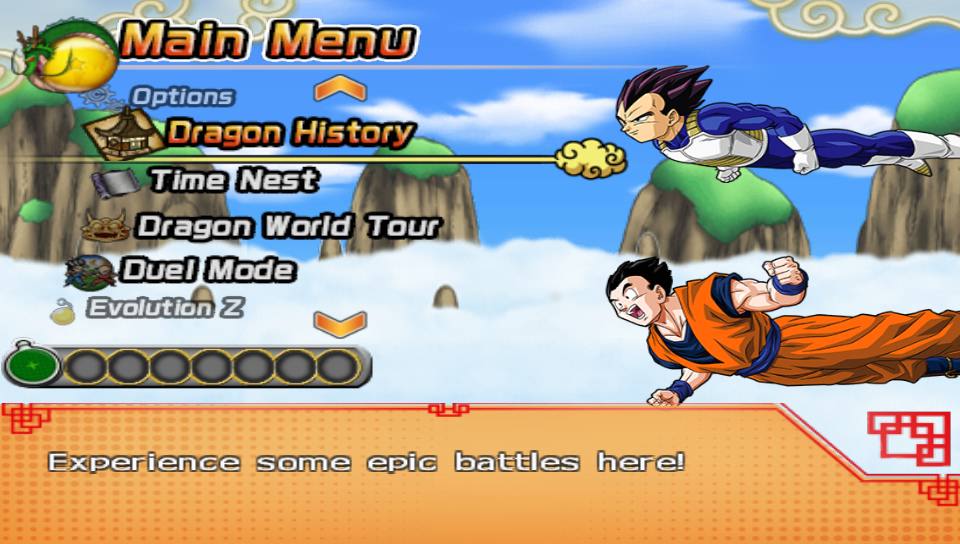 Main Menu
Options
Dragon History
Time Nest
Dragon World Tour
Duel Mode
Evolution Z
Experience some epic battles here!